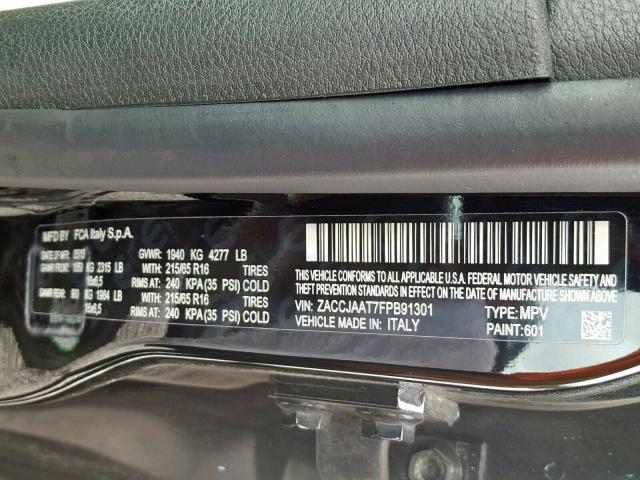 MFD BY FCA Italy S.p.A.
GVWR: 1940 KG 4277 LB
KG 2315 LB WITH 215/65 R16 TIRES
RIMS AT: 240 KPA(35 PSI) COLD
KG 1984 LB WITH 215/65 R16 TIRES
RIMS AT: 240 KPA(35 PSI) COLD
THIS VEHICLE CONFORMS TO ALL APPLICABLE U.S.A. FEDERAL MOTOR VEHICLE SAFETY AND
THEFT PREVENTION STANDARDS IN EFFECT ON THE DATE OF MANUFACTURE SHOWN ABOVE.
VIN: ZACCJAAT7FPB91301 TYPE: MPV
VEHICLE MADE IN: ITALY PAINT:601